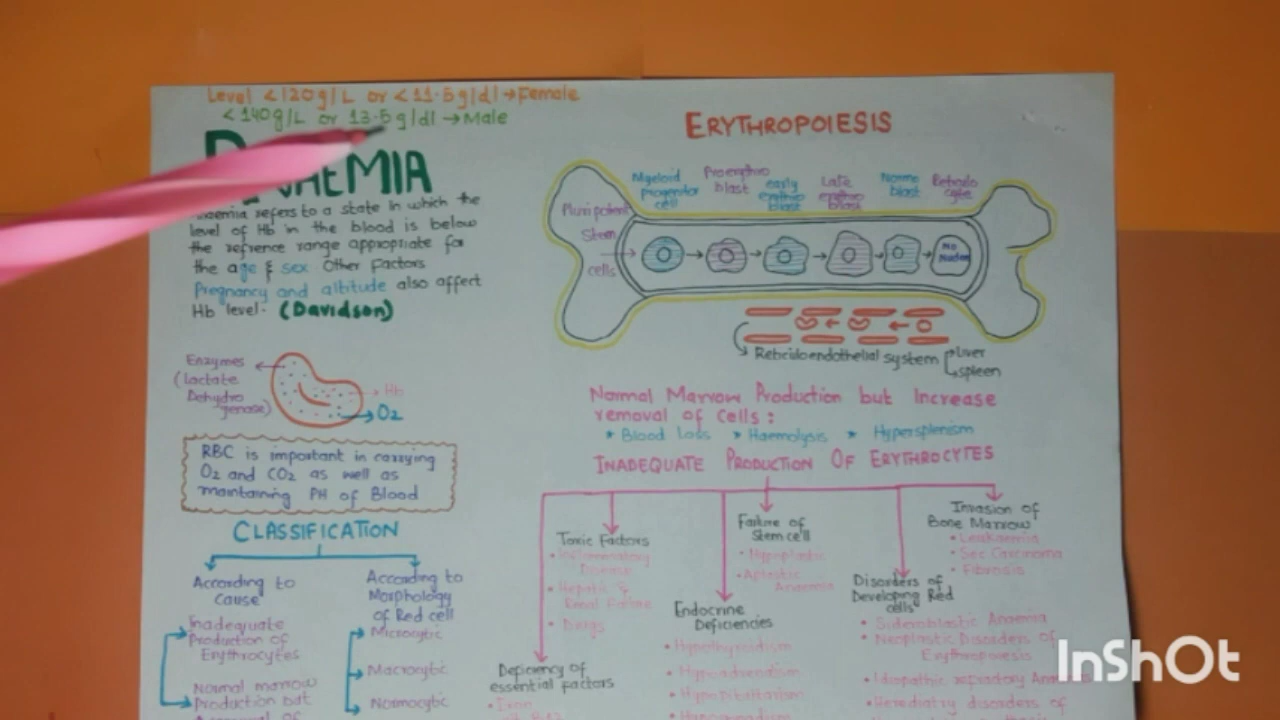 Level <120g/L or <11.5g/dl → Female
<140g/L or 13.5g/dl → Male
ANAEMIA
Anaemia refers to a state in which the
level of Hb in the blood is below
the refrence range appropriate for
the age & sex. Other Factors
Pregnancy and altitude also affect
Hb level- (Davidson)
Enzymes
(lactate
Dehydro
genase)
Hb
O2
RBC is important in carrying
O2 and CO2 as well as
maintaining PH of Blood
CLASSIFICATION
According to
Cause
Inadequate
Production of
Erythrocytes
Normal marrow
Production but
removal of
According to
Morphology
of Red cell
Microcytic
Macrocytic
Normocytic
ERYTHROPOIESIS
Pluripotent
Stem
cells
Myeloid
progenitor
cell
Proerythro
blast
early
erythro
blast
Late
erythro
blast
Normo
blast
Reticulo
cyte
No
Nucleus
Reticuloendothelial system
Liver
spleen
Normal Marrow Production but Increase
removal of Cells:
* Blood Loss * Haemolysis * Hypersplenism
INADEQUATE PRODUCTION OF ERYTHROCYTES
Deficiency of
essential factors
• Iron
Toxic Factors
• Inflammatory
Disease
• Hepatic &
Renal Failure
• Drugs
Endocrine
Deficiencies
• Hypothyroidism
• Hypoadrenalism
• Hypopituitarism
• Hypogonadism
Failure of
Stem cell
• Hypoplastic
• Aplastic
Anaemia
Disorders of
Developing Red
cells
• Sideroblastic Anaemia
• Neoplastic Disorders of
Erythropoiesis
• Idiopathic
• Hereditary disorders of
Invasion of
Bone Marrow
• Leukaemia
• Sec Carcinoma
• Fibrosis
InShOt